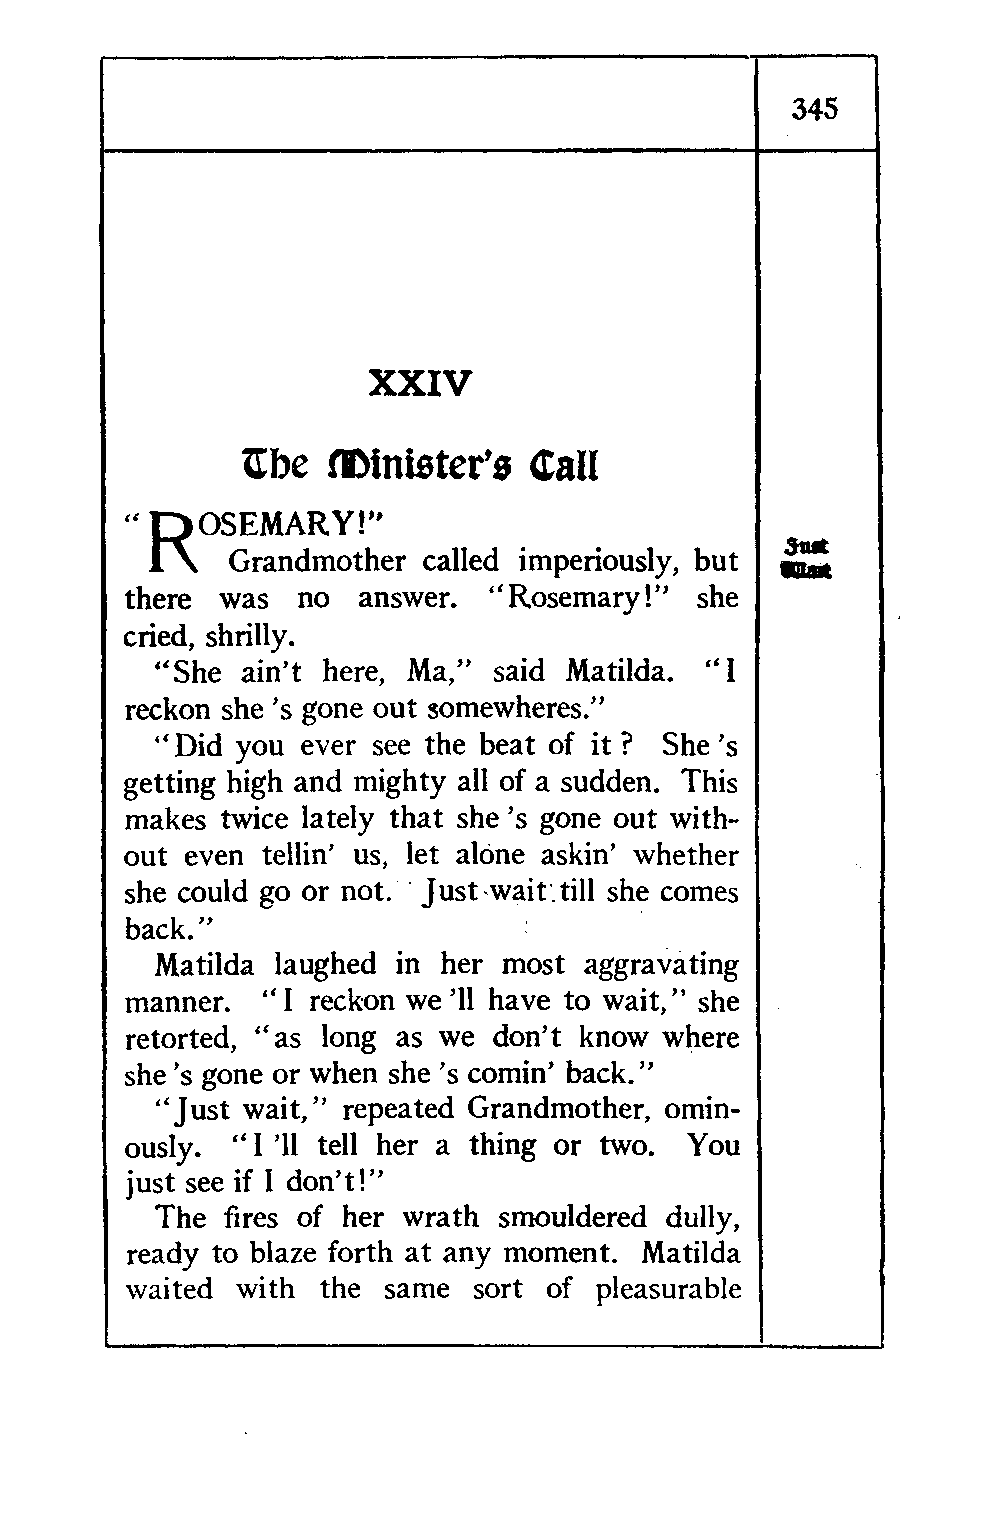 345
XXIV
The Minister's Call
"ROSEMARY!"
Grandmother called imperiously, but
Just
Wait
there was no answer. "Rosemary!" she
cried, shrilly.
"She ain't here, Ma," said Matilda. "I
reckon she 's gone out somewheres."
"Did you ever see the beat of it? She 's
getting high and mighty all of a sudden. This
makes twice lately that she 's gone out with-
out even tellin' us, let alone askin' whether
she could go or not. Just wait till she comes
back."
Matilda laughed in her most aggravating
manner. "I reckon we 'll have to wait," she
retorted, "as long as we don't know where
she 's gone or when she 's comin' back."
"Just wait," repeated Grandmother, omin-
ously. "I 'll tell her a thing or two. You
just see if I don't!"
The fires of her wrath smouldered dully,
ready to blaze forth at any moment. Matilda
waited with the same sort of pleasurable